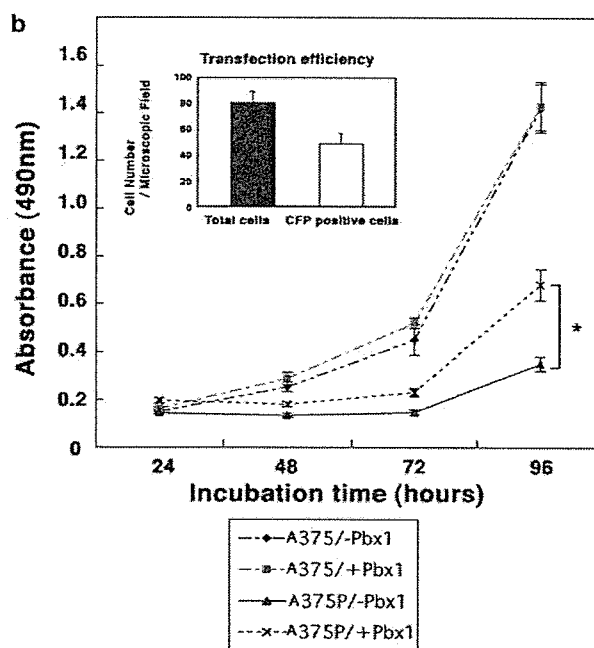 b
Transfection efficiency
Cell Number
/ Microscopic Field
100
80
60
40
20
0
Total cells
CFP positive cells
Absorbance (490nm)
1.6
1.4
1.2
1.0
0.8
0.6
0.4
0.2
0
*
24
48
72
96
Incubation time (hours)
A375/-Pbx1
A375/+Pbx1
A375P/-Pbx1
A375P/+Pbx1